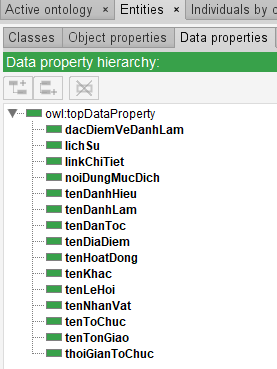 Active ontology × Entities × Individuals by c
Classes Object properties Data properties
Data property hierarchy:
owl:topDataProperty
dacDiemVeDanhLam
lichSu
linkChiTiet
noiDungMucDich
tenDanhHieu
tenDanhLam
tenDanToc
tenDiaDiem
tenHoatDong
tenKhac
tenLeHoi
tenNhanVat
tenToChuc
tenTonGiao
thoiGianToChuc